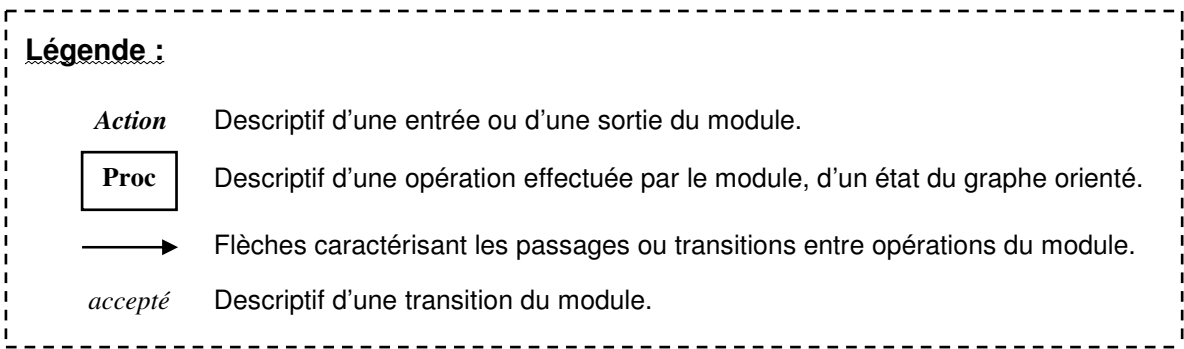 Légende :
Action Descriptif d’une entrée ou d’une sortie du module.
Proc Descriptif d’une opération effectuée par le module, d’un état du graphe orienté.
Flèches caractérisant les passages ou transitions entre opérations du module.
accepté Descriptif d’une transition du module.